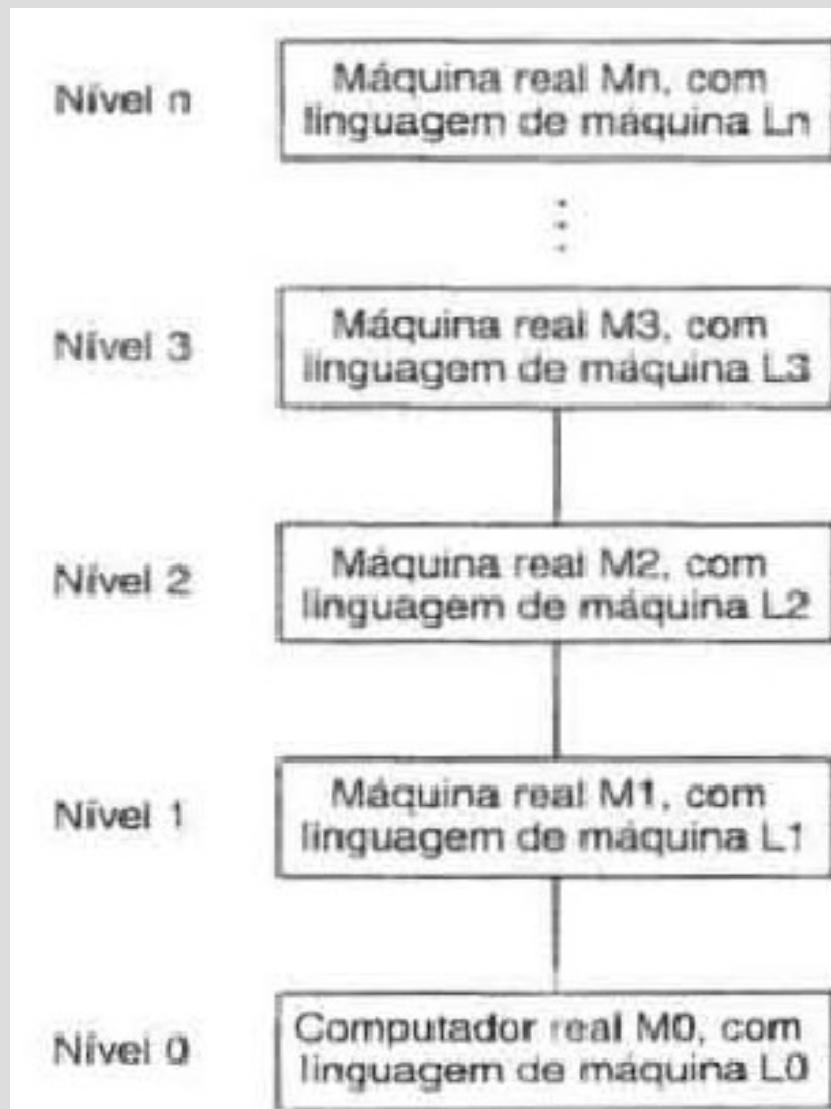 Nível n
Máquina real Mn, com
linguagem de máquina Ln
Nível 3
Máquina real M3, com
linguagem de máquina L3
Nível 2
Máquina real M2, com
linguagem de máquina L2
Nível 1
Máquina real M1, com
linguagem de máquina L1
Nível 0
Computador real M0, com
linguagem de máquina L0